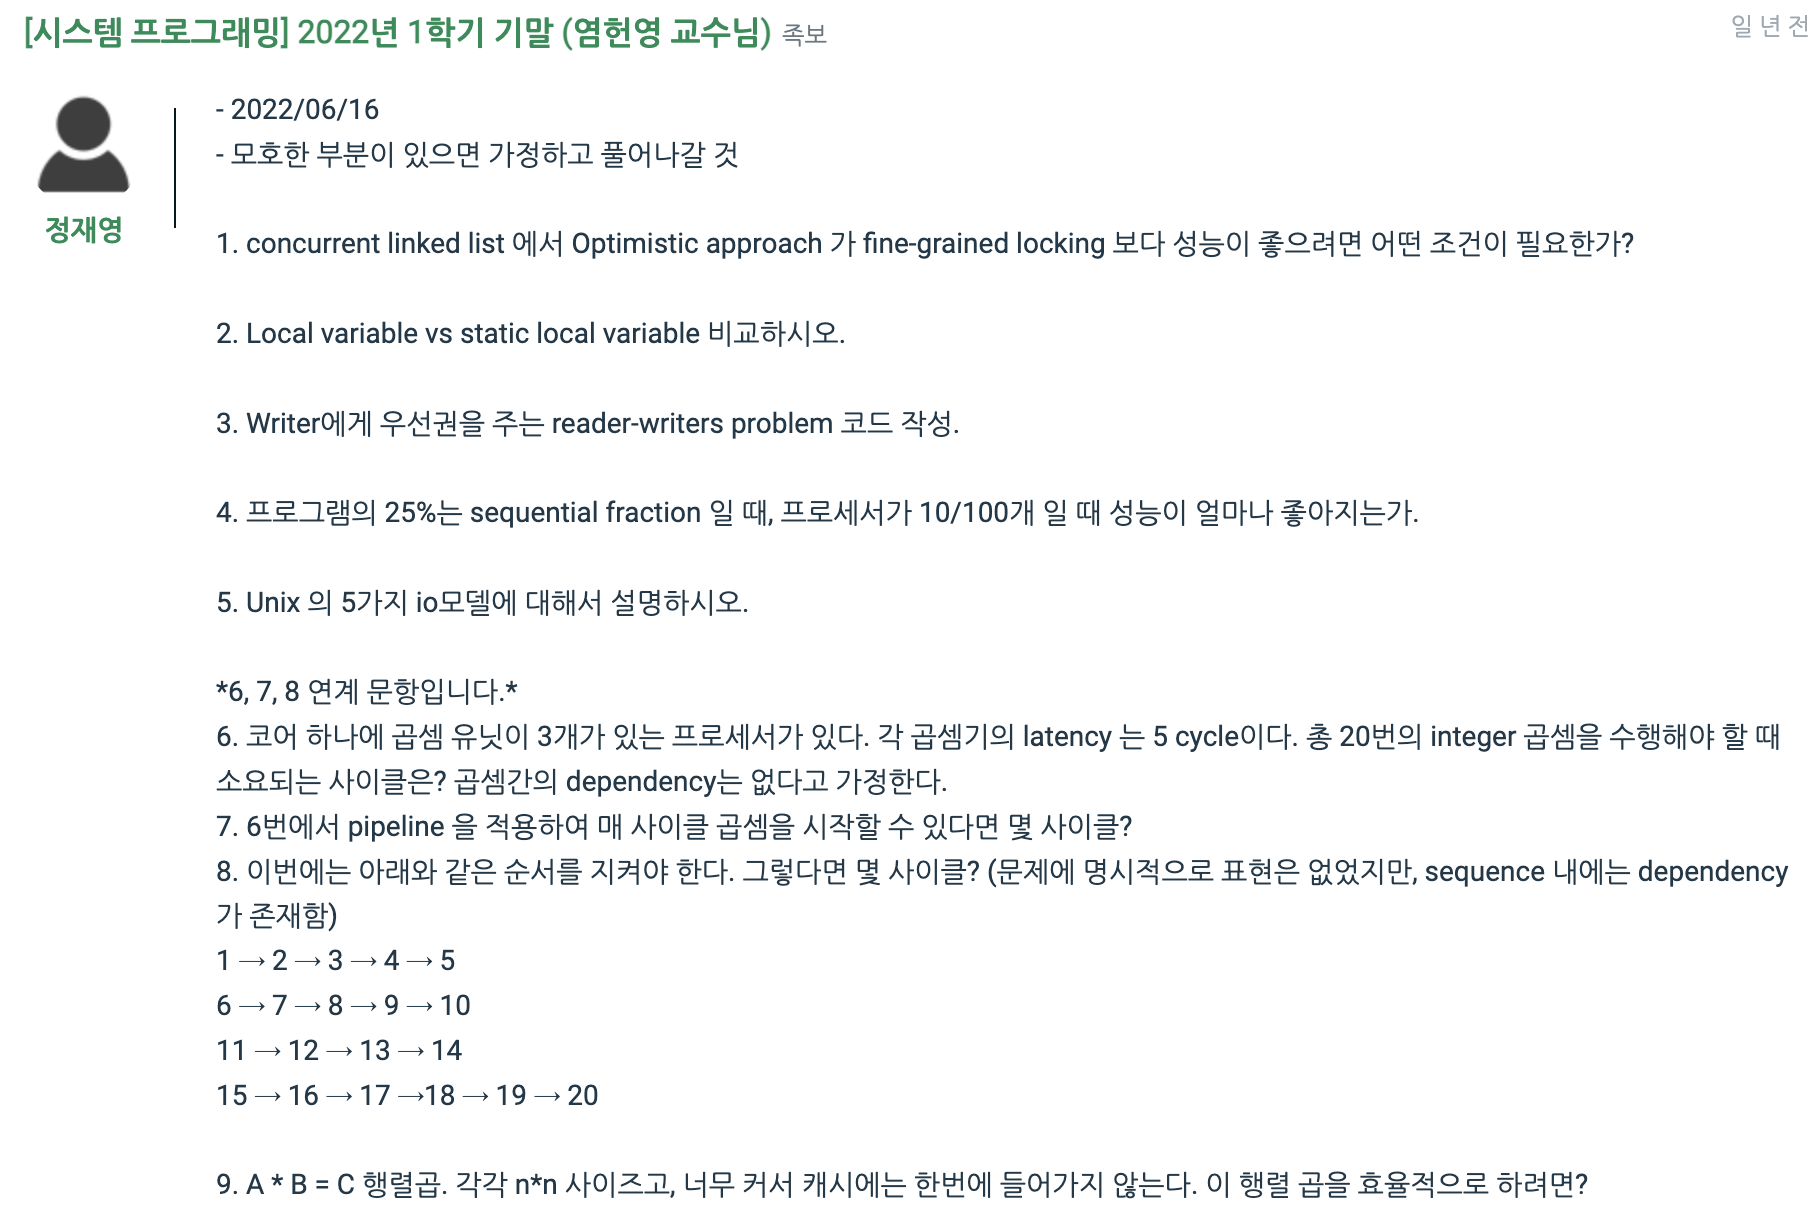 [시스템 프로그래밍] 2022년 1학기 기말 (염헌영 교수님) 족보
일 년 전
정재영
- 2022/06/16
- 모호한 부분이 있으면 가정하고 풀어나갈 것
1. concurrent linked list 에서 Optimistic approach 가 fine-grained locking 보다 성능이 좋으려면 어떤 조건이 필요한가?
2. Local variable vs static local variable 비교하시오.
3. Writer에게 우선권을 주는 reader-writers problem 코드 작성.
4. 프로그램의 25%는 sequential fraction 일 때, 프로세서가 10/100개 일 때 성능이 얼마나 좋아지는가.
5. Unix 의 5가지 io모델에 대해서 설명하시오.
*6, 7, 8 연계 문항입니다.*
6. 코어 하나에 곱셈 유닛이 3개가 있는 프로세서가 있다. 각 곱셈기의 latency 는 5 cycle이다. 총 20번의 integer 곱셈을 수행해야 할 때
소요되는 사이클은? 곱셈간의 dependency는 없다고 가정한다.
7. 6번에서 pipeline 을 적용하여 매 사이클 곱셈을 시작할 수 있다면 몇 사이클?
8. 이번에는 아래와 같은 순서를 지켜야 한다. 그렇다면 몇 사이클? (문제에 명시적으로 표현은 없었지만, sequence 내에는 dependency
가 존재함)
1 → 2 → 3 → 4 → 5
6 → 7 → 8 → 9 → 10
11 → 12 → 13 → 14
15 → 16 → 17 →18 → 19 → 20
9. A * B = C 행렬곱. 각각 n*n 사이즈고, 너무 커서 캐시에는 한번에 들어가지 않는다. 이 행렬 곱을 효율적으로 하려면?